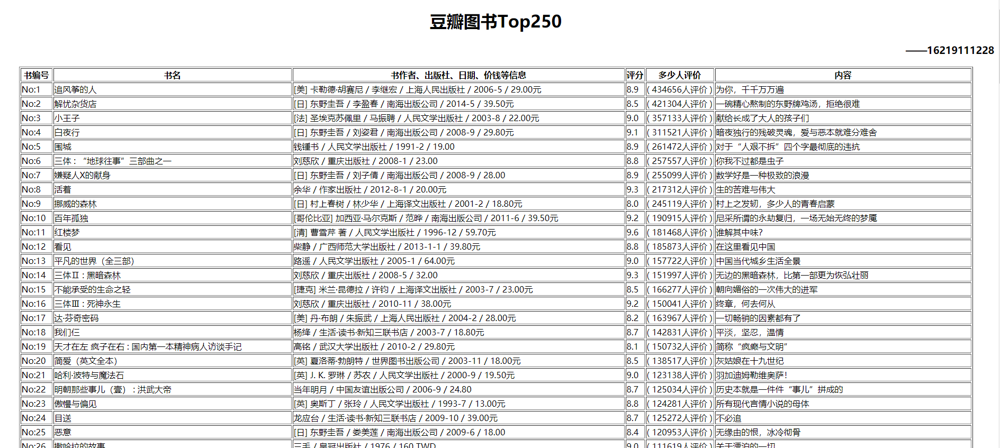 豆瓣图书Top250
——16219111228
书编号 书名 书作者、出版社、日期、价钱等信息 评分 多少人评价 内容
No:1 追风筝的人 [美] 卡勒德·胡赛尼 / 李继宏 / 上海人民出版社 / 2006-5 / 29.00元 8.9 ( 434656人评价 ) 为你，千千万万遍
No:2 解忧杂货店 [日] 东野圭吾 / 李盈春 / 南海出版公司 / 2014-5 / 39.50元 8.5 ( 421304人评价 ) 一碗精心熬制的东野牌鸡汤，拒绝很难
No:3 小王子 [法] 圣埃克苏佩里 / 马振聘 / 人民文学出版社 / 2003-8 / 22.00元 9.0 ( 357133人评价 ) 献给长成了大人的孩子们
No:4 白夜行 [日] 东野圭吾 / 刘姿君 / 南海出版公司 / 2008-9 / 29.80元 9.1 ( 311521人评价 ) 暗夜独行的残破灵魂，爱与恶本就难分难舍
No:5 围城 钱锺书 / 人民文学出版社 / 1991-2 / 19.00 8.9 ( 261472人评价 ) 对于“人艰不拆”四个字最彻底的违抗
No:6 三体 : “地球往事”三部曲之一 刘慈欣 / 重庆出版社 / 2008-1 / 23.00 8.8 ( 257557人评价 ) 你我不过都是虫子
No:7 嫌疑人X的献身 [日] 东野圭吾 / 刘子倩 / 南海出版公司 / 2008-9 / 28.00 8.9 ( 255099人评价 ) 数学好是一种极致的浪漫
No:8 活着 余华 / 作家出版社 / 2012-8-1 / 20.00元 9.3 ( 217312人评价 ) 生的苦难与伟大
No:9 挪威的森林 [日] 村上春树 / 林少华 / 上海译文出版社 / 2001-2 / 18.80元 8.0 ( 245119人评价 ) 村上之发轫，多少人的青春启蒙
No:10 百年孤独 [哥伦比亚] 加西亚·马尔克斯 / 范晔 / 南海出版公司 / 2011-6 / 39.50元 9.2 ( 190915人评价 ) 尼采所谓的永劫复归，一场无始无终的梦魇
No:11 红楼梦 [清] 曹雪芹 著 / 人民文学出版社 / 1996-12 / 59.70元 9.6 ( 181468人评价 ) 谁解其中味？
No:12 看见 柴静 / 广西师范大学出版社 / 2013-1-1 / 39.80元 8.8 ( 185873人评价 ) 在这里看见中国
No:13 平凡的世界（全三部） 路遥 / 人民文学出版社 / 2005-1 / 64.00元 9.0 ( 157722人评价 ) 中国当代城乡生活全景
No:14 三体Ⅱ : 黑暗森林 刘慈欣 / 重庆出版社 / 2008-5 / 32.00 9.3 ( 151997人评价 ) 无边的黑暗森林，比第一部更为恢弘壮丽
No:15 不能承受的生命之轻 [捷克] 米兰·昆德拉 / 许钧 / 上海译文出版社 / 2003-7 / 23.00元 8.5 ( 166277人评价 ) 朝向媚俗的一次伟大的进军
No:16 三体Ⅲ : 死神永生 刘慈欣 / 重庆出版社 / 2010-11 / 38.00元 9.2 ( 150041人评价 ) 终章，何去何从
No:17 达·芬奇密码 [美] 丹·布朗 / 朱振武 / 上海人民出版社 / 2004-2 / 28.00元 8.2 ( 163967人评价 ) 一切畅销的因素都有了
No:18 我们仨 杨绛 / 生活·读书·新知三联书店 / 2003-7 / 18.80元 8.7 ( 142831人评价 ) 平淡，坚忍，温情
No:19 天才在左 疯子在右 : 国内第一本精神病人访谈手记 高铭 / 武汉大学出版社 / 2010-2 / 29.80元 8.1 ( 150732人评价 ) 简称“疯癫与文明”
No:20 简爱（英文全本） [英] 夏洛蒂·勃朗特 / 世界图书出版公司 / 2003-11 / 18.00元 8.5 ( 138517人评价 ) 灰姑娘在十九世纪
No:21 哈利·波特与魔法石 [英] J. K. 罗琳 / 苏农 / 人民文学出版社 / 2000-9 / 19.50元 9.0 ( 123138人评价 ) 羽加迪姆勒维奥萨！
No:22 明朝那些事儿（壹） : 洪武大帝 当年明月 / 中国友谊出版公司 / 2006-9 / 24.80 8.7 ( 125034人评价 ) 历史本就是一件件“事儿”拼成的
No:23 傲慢与偏见 [英] 奥斯丁 / 张玲 / 人民文学出版社 / 1993-7 / 13.00元 8.8 ( 124281人评价 ) 所有现代言情小说的母体
No:24 目送 龙应台 / 生活·读书·新知三联书店 / 2009-10 / 39.00元 8.7 ( 125272人评价 ) 不必追
No:25 恶意 [日] 东野圭吾 / 娄美莲 / 南海出版公司 / 2009-6 / 18.00 8.4 ( 120953人评价 ) 无缘由的恨，冰冷彻骨
No:26 撒哈拉的故事 三毛 / 皇冠出版社 / 1976 / 160 TWD 9.0 ( 111619人评价 ) 关于漂泊的一切